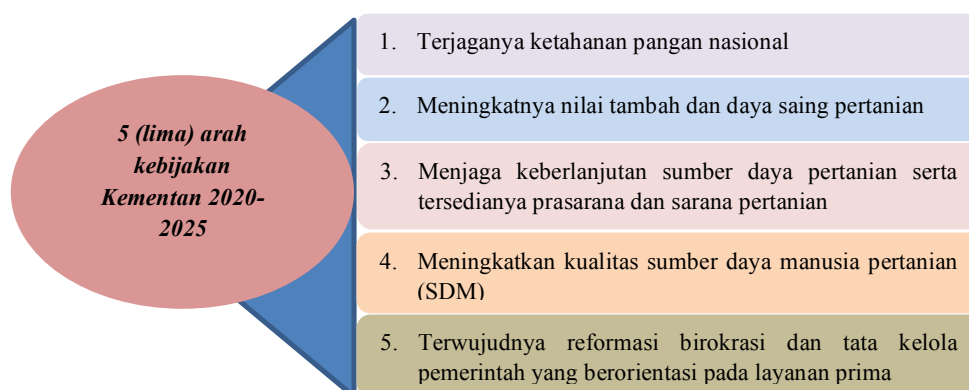 5 (lima) arah
kebijakan
Kementan 2020-
2025
1. Terjaganya ketahanan pangan nasional
2. Meningkatnya nilai tambah dan daya saing pertanian
3. Menjaga keberlanjutan sumber daya pertanian serta
tersedianya prasarana dan sarana pertanian
4. Meningkatkan kualitas sumber daya manusia pertanian
(SDM)
5. Terwujudnya reformasi birokrasi dan tata kelola
pemerintah yang berorientasi pada layanan prima